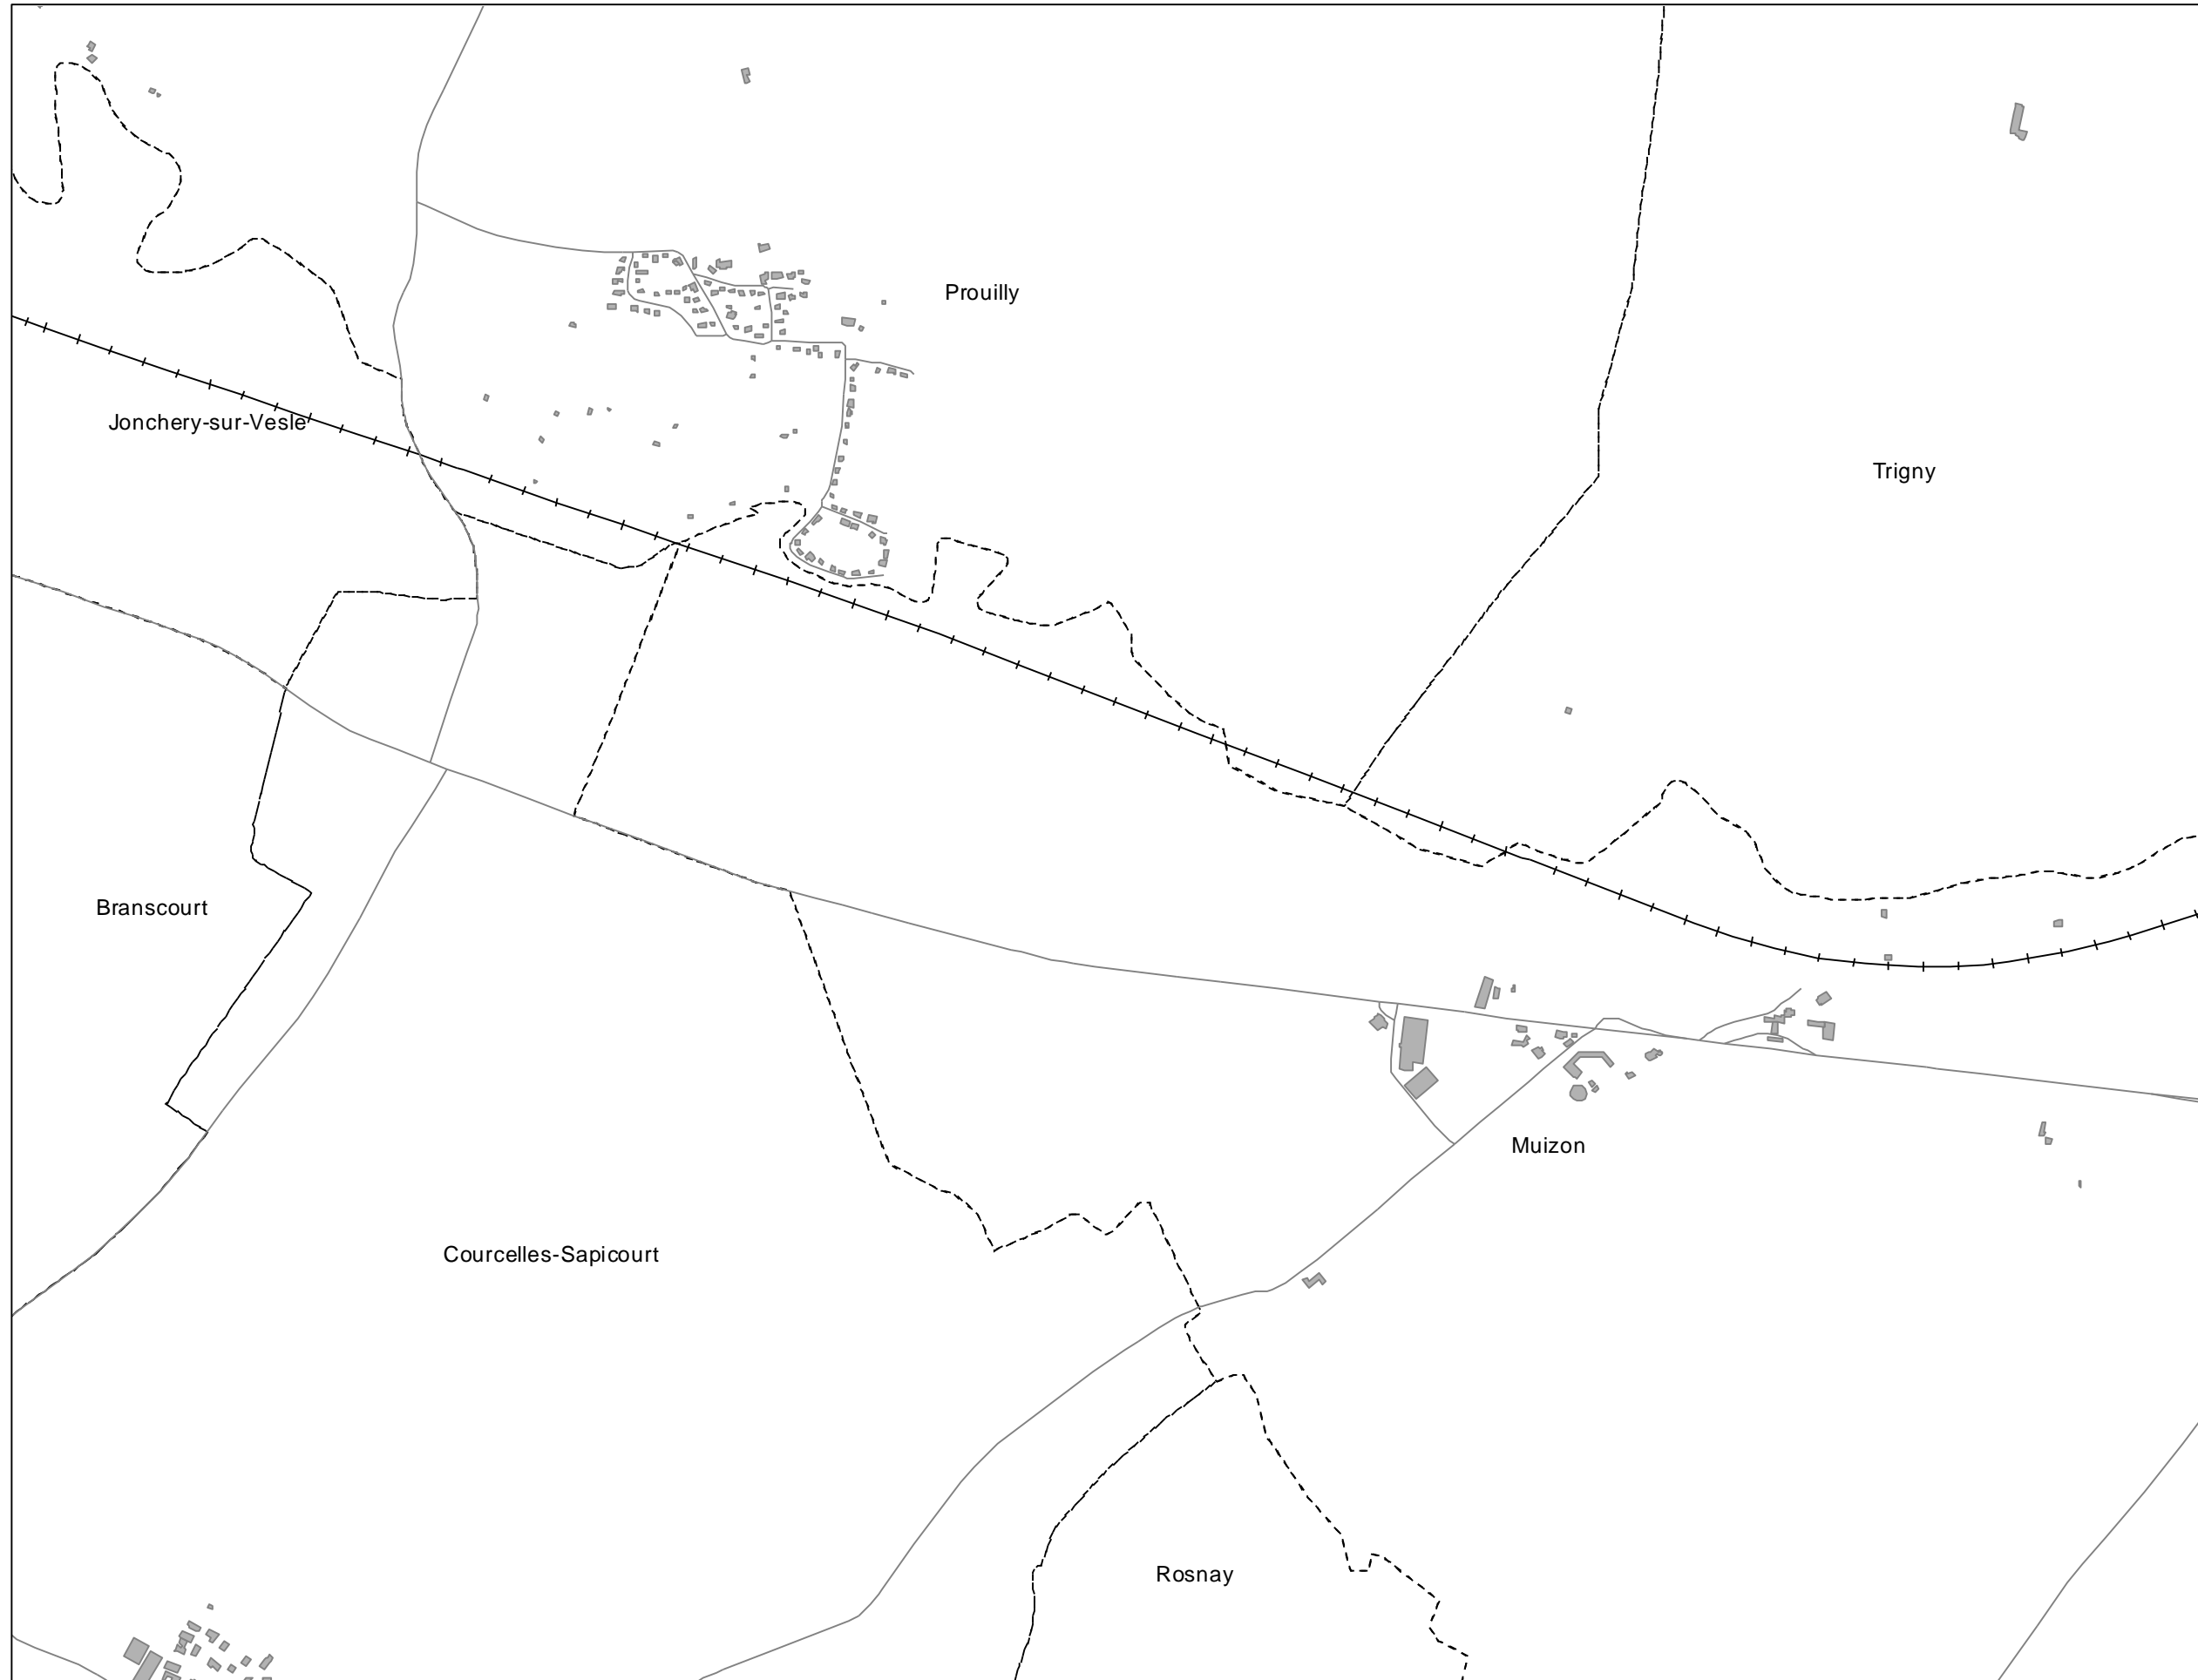 Prouilly
Jonchery-sur-Vesle
Trigny
Branscourt
Muizon
Courcelles-Sapicourt
Rosnay